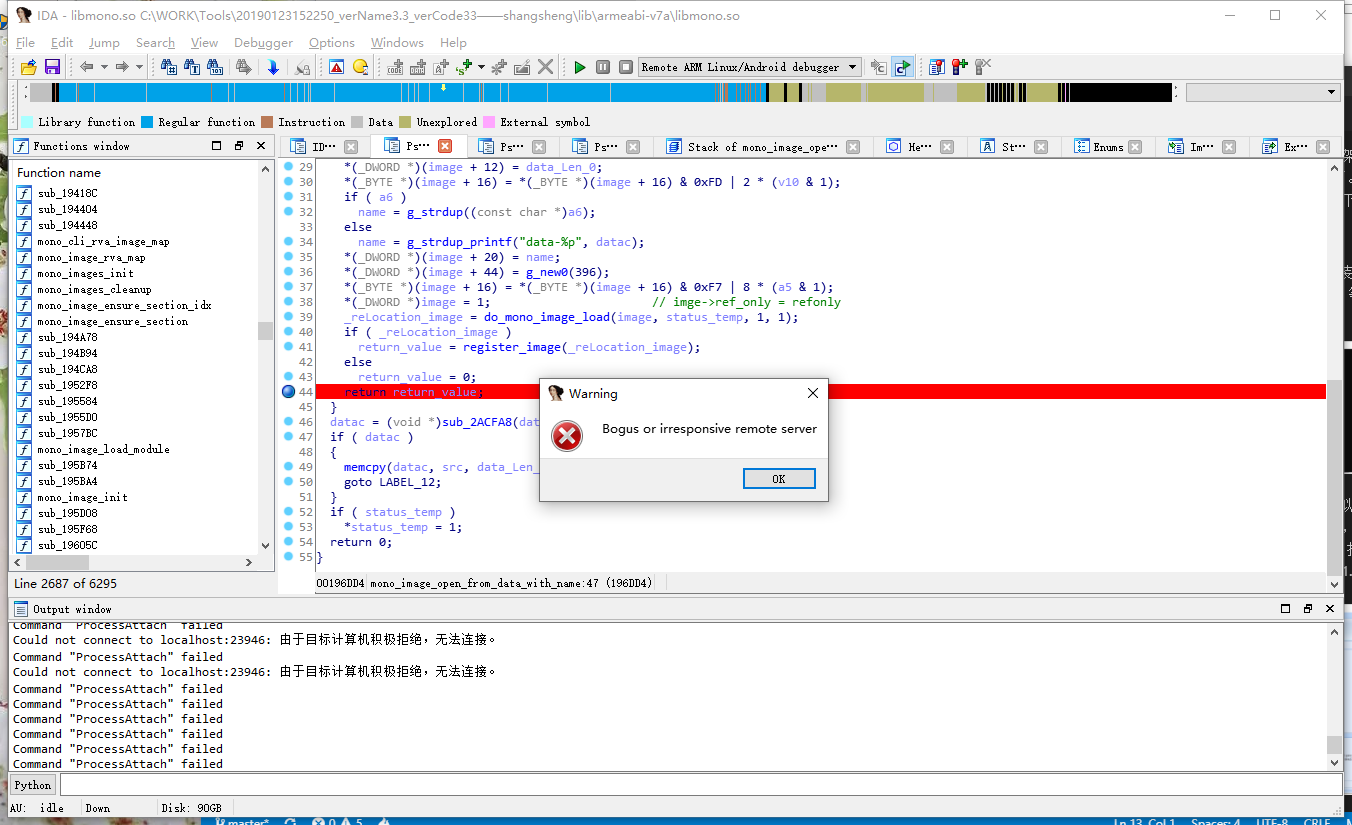 IDA - libmono.so C:\WORK\Tools\20190123152250_verName3.3_verCode33——shangsheng\lib\armeabi-v7a\libmono.so
File Edit Jump Search View Debugger Options Windows Help
Remote ARM Linux/Android debugger
Library function Regular function Instruction Data Unexplored External symbol
Functions window
ID··· Ps··· Ps··· Ps··· Stack of mono_image_ope··· He··· St··· Enums Im··· Ex···
Function name
sub_19418C
sub_194404
sub_194448
mono_cli_rva_image_map
mono_image_rva_map
mono_images_init
mono_images_cleanup
mono_image_ensure_section_idx
mono_image_ensure_section
sub_194A78
sub_194B94
sub_194CA8
sub_1952F8
sub_195584
sub_1955D0
sub_1957BC
mono_image_load_module
sub_195B74
sub_195BA4
mono_image_init
sub_195D08
sub_195F68
sub_19605C
Line 2687 of 6295
29 *(_DWORD *)(image + 12) = data_Len_0;
30 *(_BYTE *)(image + 16) = *(_BYTE *)(image + 16) & 0xFD | 2 * (v10 & 1);
31 if ( a6 )
32 name = g_strdup((const char *)a6);
33 else
34 name = g_strdup_printf("data-%p", datac);
35 *(_DWORD *)(image + 20) = name;
36 *(_DWORD *)(image + 44) = g_new0(396);
37 *(_BYTE *)(image + 16) = *(_BYTE *)(image + 16) & 0xF7 | 8 * (a5 & 1);
38 *(_DWORD *)image = 1; // imge->ref_only = refonly
39 _reLocation_image = do_mono_image_load(image, status_temp, 1, 1);
40 if ( _reLocation_image )
41 return_value = register_image(_reLocation_image);
42 else
43 return_value = 0;
44 return return_value;
45 }
46 datac = (void *)sub_2ACFA8(dat
47 if ( datac )
48 {
49 memcpy(datac, src, data_Len_
50 goto LABEL_12;
51 }
52 if ( status_temp )
53 *status_temp = 1;
54 return 0;
55 }
00196DD4 mono_image_open_from_data_with_name:47 (196DD4)
Warning
Bogus or irresponsive remote server
OK
Output window
Command "ProcessAttach" failed
Could not connect to localhost:23946: 由于目标计算机积极拒绝，无法连接。
Command "ProcessAttach" failed
Could not connect to localhost:23946: 由于目标计算机积极拒绝，无法连接。
Command "ProcessAttach" failed
Command "ProcessAttach" failed
Command "ProcessAttach" failed
Command "ProcessAttach" failed
Command "ProcessAttach" failed
Command "ProcessAttach" failed
Python
AU: idle Down Disk: 90GB
master* 0 5 Ln 13, Col 1 Spaces: 4 UTF-8 CRLF